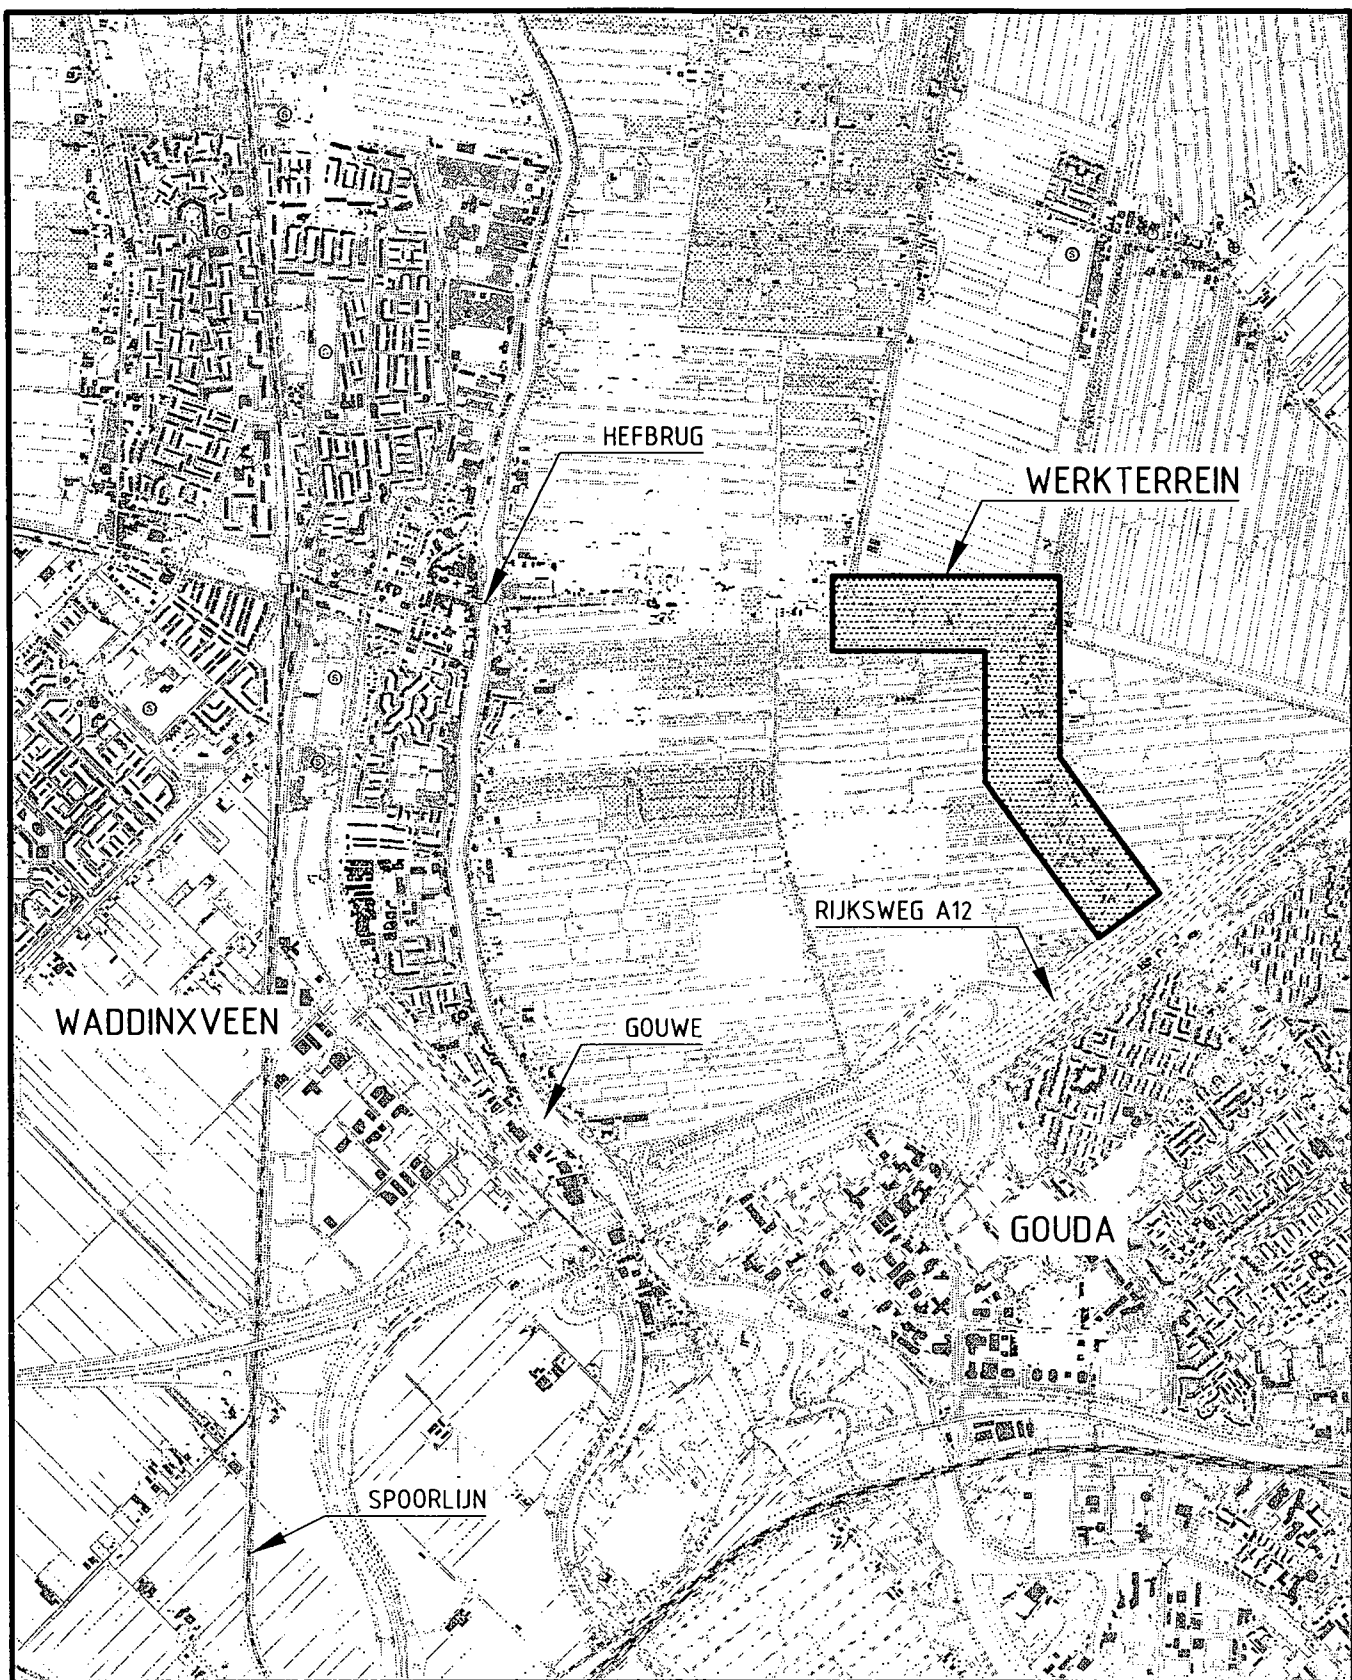 HEFBRUG
WERKTERREIN
RIJKSWEG A12
WADDINXVEEN
GOUWE
GOUDA
SPOORLIJN